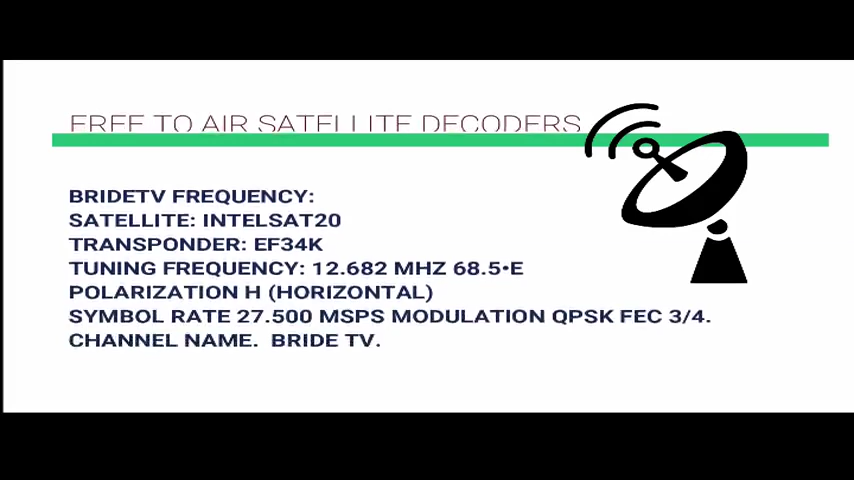 FREE TO AIR SATELLITE DECODERS
BRIDETV FREQUENCY:
SATELLITE: INTELSAT20
TRANSPONDER: EF34K
TUNING FREQUENCY: 12.682 MHZ 68.5•E
POLARIZATION H (HORIZONTAL)
SYMBOL RATE 27.500 MSPS MODULATION QPSK FEC 3/4.
CHANNEL NAME.  BRIDE TV.